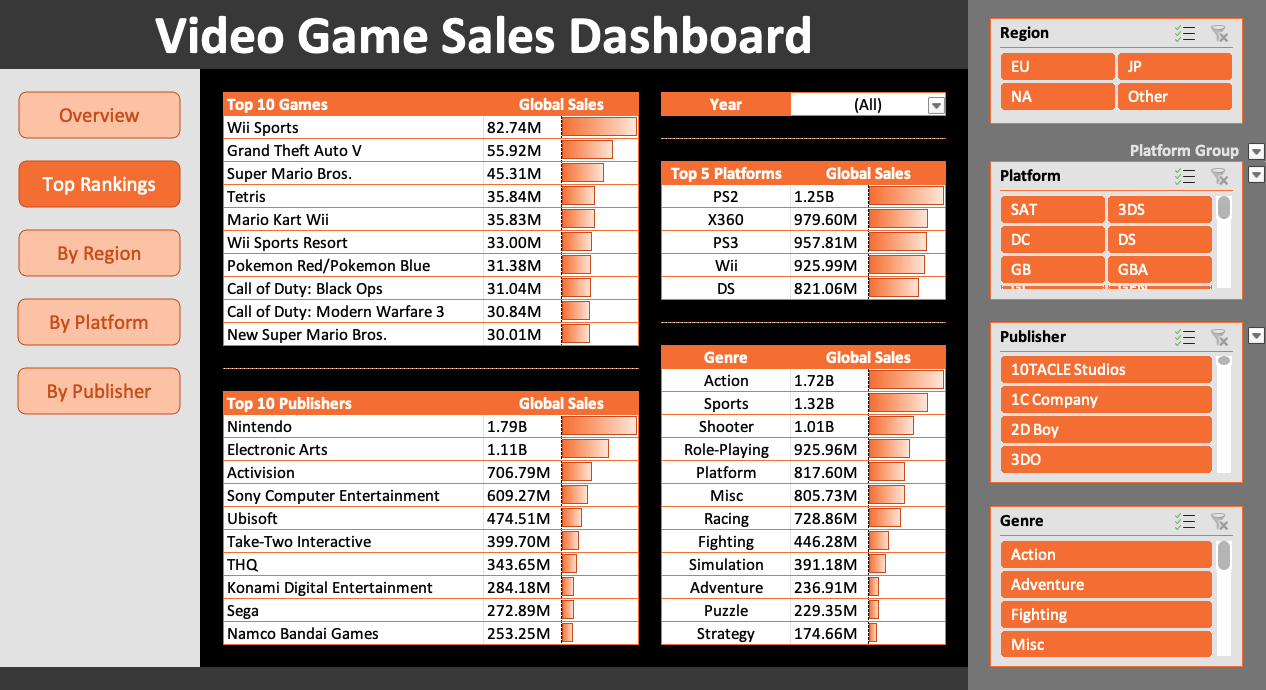 Video Game Sales Dashboard
Overview
Top Rankings
By Region
By Platform
By Publisher
Top 10 Games Global Sales
Wii Sports 82.74M
Grand Theft Auto V 55.92M
Super Mario Bros. 45.31M
Tetris 35.84M
Mario Kart Wii 35.83M
Wii Sports Resort 33.00M
Pokemon Red/Pokemon Blue 31.38M
Call of Duty: Black Ops 31.04M
Call of Duty: Modern Warfare 3 30.84M
New Super Mario Bros. 30.01M
Top 10 Publishers Global Sales
Nintendo 1.79B
Electronic Arts 1.11B
Activision 706.79M
Sony Computer Entertainment 609.27M
Ubisoft 474.51M
Take-Two Interactive 399.70M
THQ 343.65M
Konami Digital Entertainment 284.18M
Sega 272.89M
Namco Bandai Games 253.25M
Year (All)
Top 5 Platforms Global Sales
PS2 1.25B
X360 979.60M
PS3 957.81M
Wii 925.99M
DS 821.06M
Genre Global Sales
Action 1.72B
Sports 1.32B
Shooter 1.01B
Role-Playing 925.96M
Platform 817.60M
Misc 805.73M
Racing 728.86M
Fighting 446.28M
Simulation 391.18M
Adventure 236.91M
Puzzle 229.35M
Strategy 174.66M
Region
EU JP
NA Other
Platform Group
Platform
SAT 3DS
DC DS
GB GBA
Publisher
10TACLE Studios
1C Company
2D Boy
3DO
Genre
Action
Adventure
Fighting
Misc